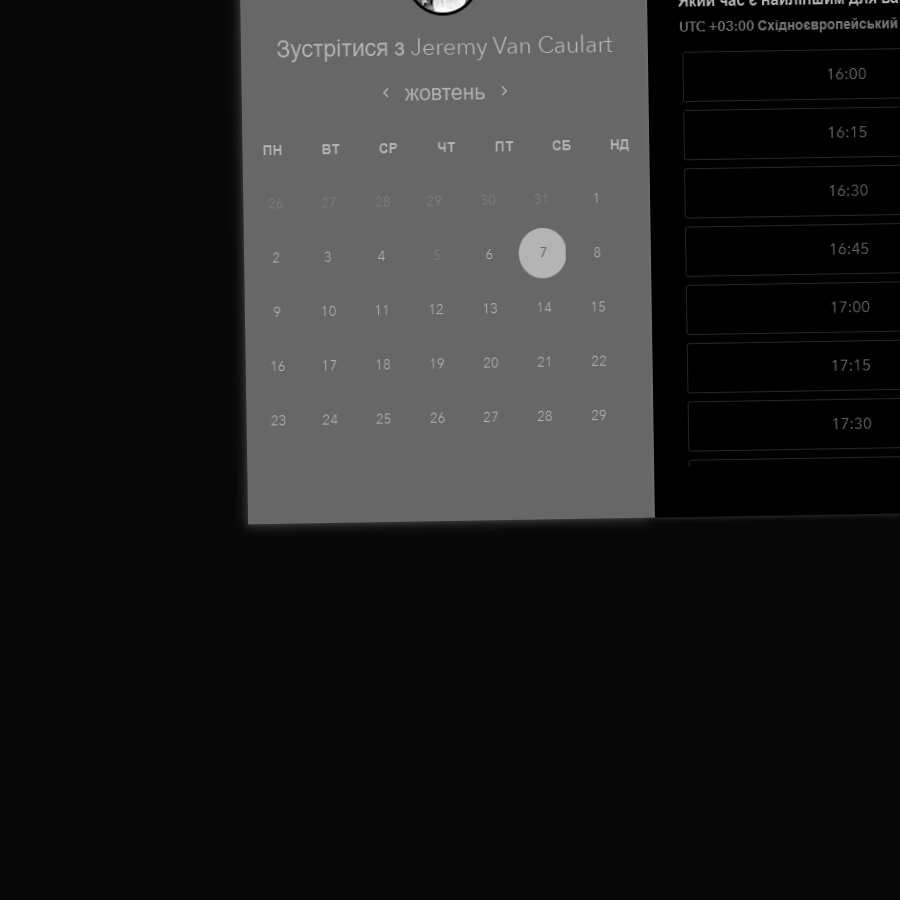 Зустрітися з Jeremy Van Caulart
‹ жовтень ›
ПН ВТ СР ЧТ ПТ СБ НД
26 27 28 29 30 31 1
2 3 4 5 6 7 8
9 10 11 12 13 14 15
16 17 18 19 20 21 22
23 24 25 26 27 28 29
Який час є найліпшим для
UTC +03:00 Східноєвропейський
16:00
16:15
16:30
16:45
17:00
17:15
17:30